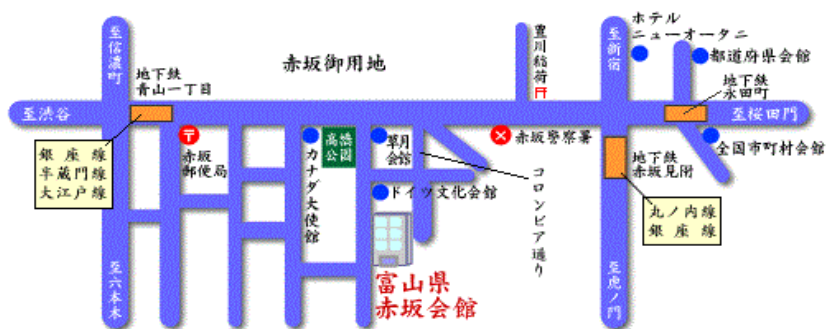 至信濃町
地下鉄
青山一丁目
赤坂御用地
豊川稲荷
至新宿
ホテル
ニューオータニ
都道府県会館
地下鉄
永田町
至渋谷
至桜田門
銀座線
半蔵門線
大江戸線
赤坂
郵便局
カナダ大使館
高橋
公園
草月
会館
赤坂警察署
全国市町村会館
地下鉄
赤坂見附
丸ノ内線
銀座線
ドイツ文化会館
コロンビア通り
富山県
赤坂会館
至六本木
至虎ノ門